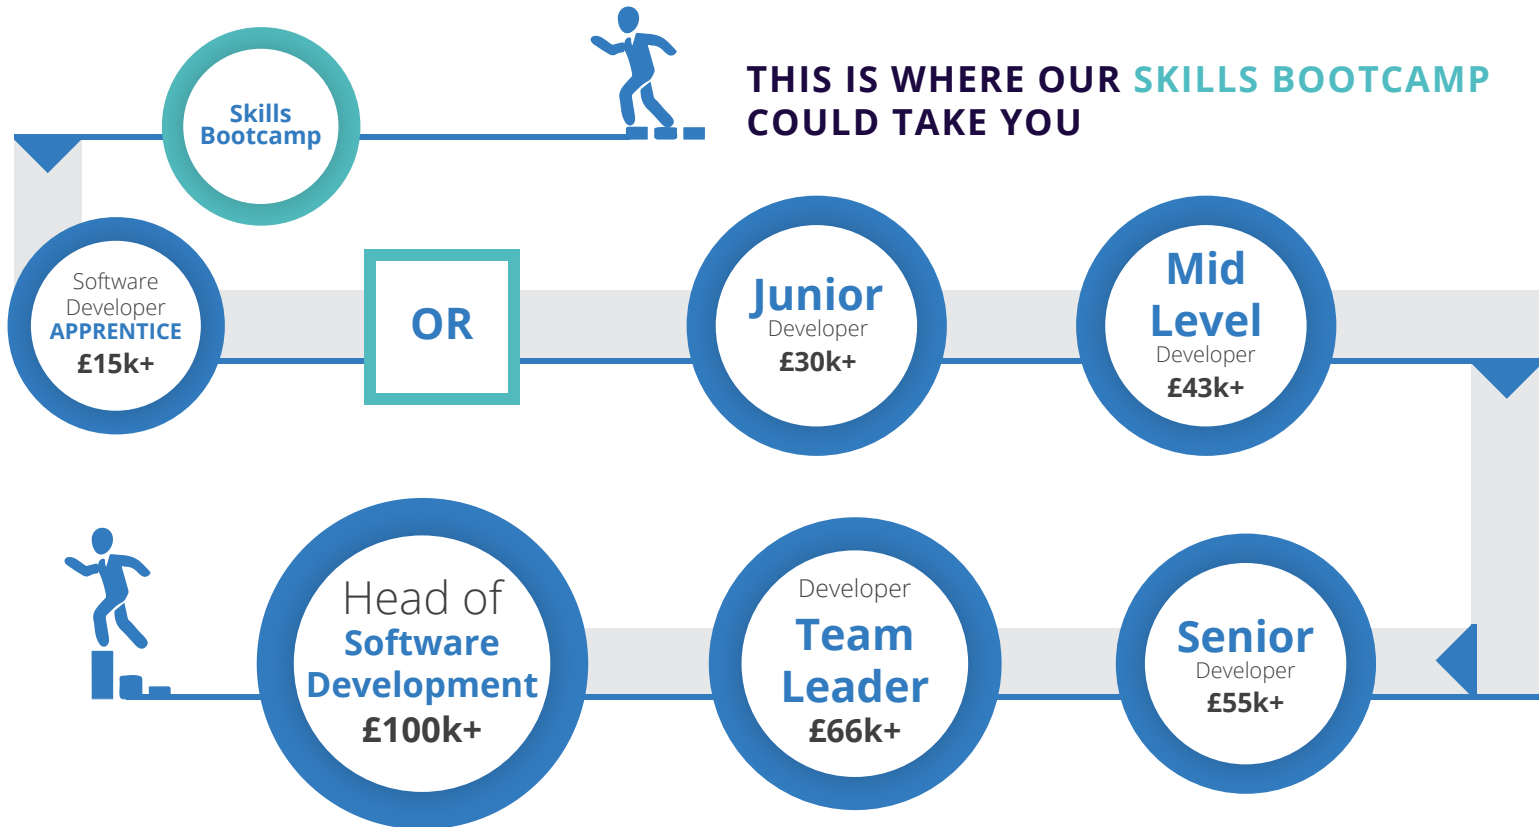 THIS IS WHERE OUR SKILLS BOOTCAMP
COULD TAKE YOU
Skills
Bootcamp
Software
Developer
APPRENTICE
£15k+
OR
Junior
Developer
£30k+
Mid
Level
Developer
£43k+
Senior
Developer
£55k+
Developer
Team
Leader
£66k+
Head of
Software
Development
£100k+